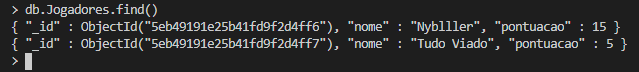 > db.Jogadores.find()
{ "_id" : ObjectId("5eb49191e25b41fd9f2d4ff6"), "nome" : "Nyblller", "pontuacao" : 15 }
{ "_id" : ObjectId("5eb49191e25b41fd9f2d4ff7"), "nome" : "Tudo Viado", "pontuacao" : 5 }
>